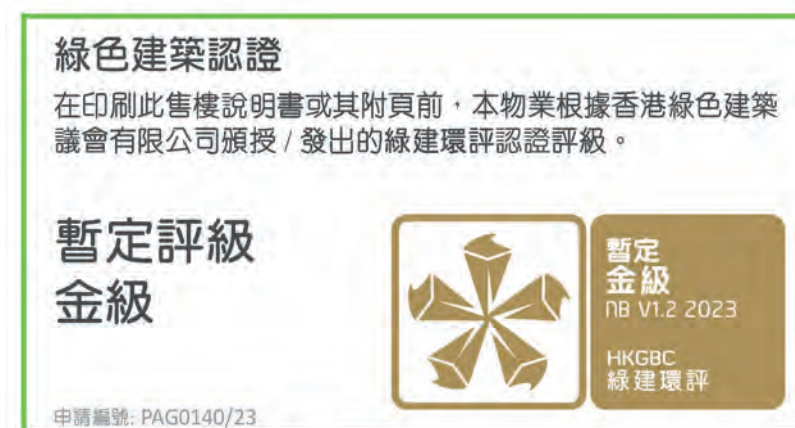 綠色建築認證
在印刷此售樓說明書或其附頁前，本物業根據香港綠色建築
議會有限公司頒授 / 發出的綠建環評認證評級。
暫定評級
金級
暫定
金級
NB V1.2 2023
HKGBC
綠建環評
申請編號: PAG0140/23